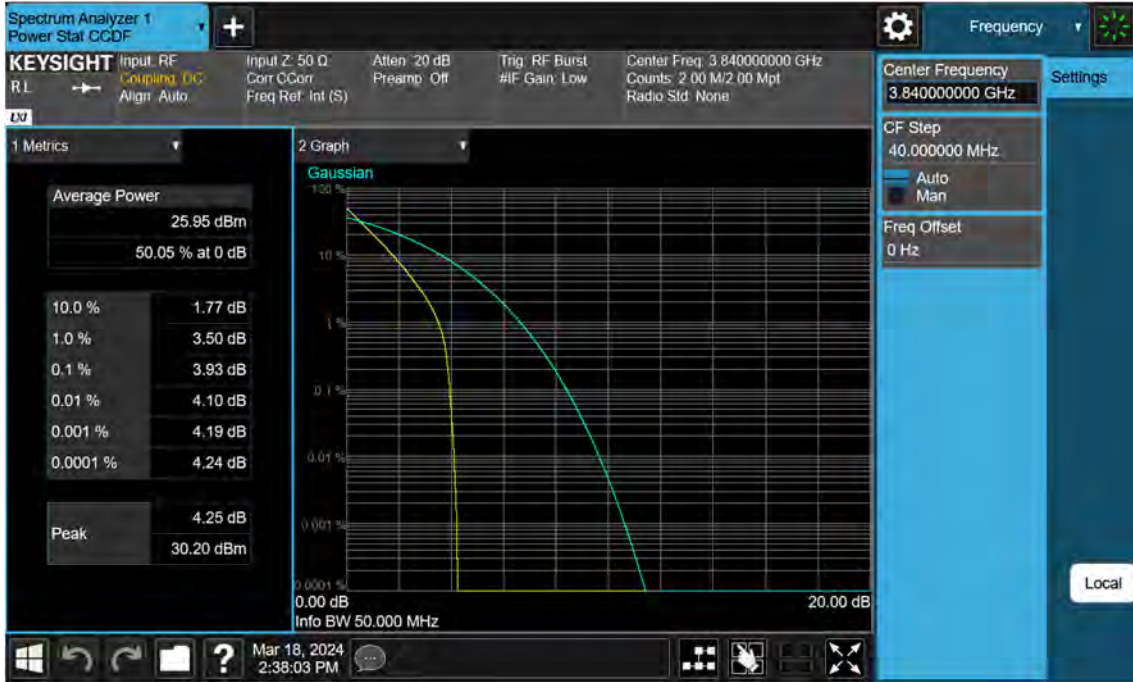 Spectrum Analyzer 1
Power Stat CCDF
Frequency
KEYSIGHT
RL
LXI
Input: RF
Coupling: DC
Align: Auto
Input Z: 50 Ω
Corr CCorr
Freq Ref: Int (S)
Atten: 20 dB
Preamp: Off
Trig: RF Burst
#IF Gain: Low
Center Freq: 3.840000000 GHz
Counts: 2.00 M/2.00 Mpt
Radio Std: None
Center Frequency
3.840000000 GHz
Settings
CF Step
40.000000 MHz
Auto
Man
Freq Offset
0 Hz
1 Metrics
Average Power
25.95 dBm
50.05 % at 0 dB
10.0 % 1.77 dB
1.0 % 3.50 dB
0.1 % 3.93 dB
0.01 % 4.10 dB
0.001 % 4.19 dB
0.0001 % 4.24 dB
Peak
4.25 dB
30.20 dBm
2 Graph
Gaussian
100 %
10 %
1 %
0.1 %
0.01 %
0.001 %
0.0001 %
0.00 dB
20.00 dB
Info BW 50.000 MHz
Local
?
Mar 18, 2024
2:38:03 PM